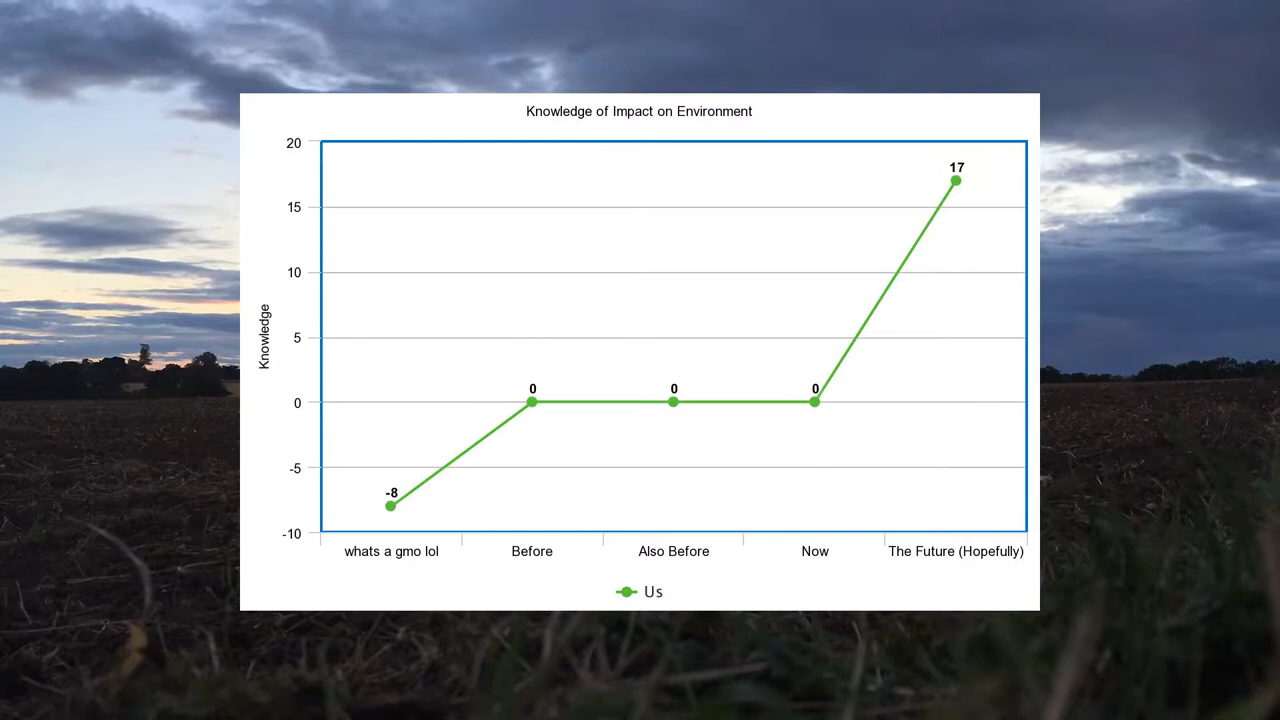 Knowledge of Impact on Environment
20
17
15
10
5
Knowledge
0
0
0
0
-5
-8
-10
whats a gmo lol
Before
Also Before
Now
The Future (Hopefully)
Us